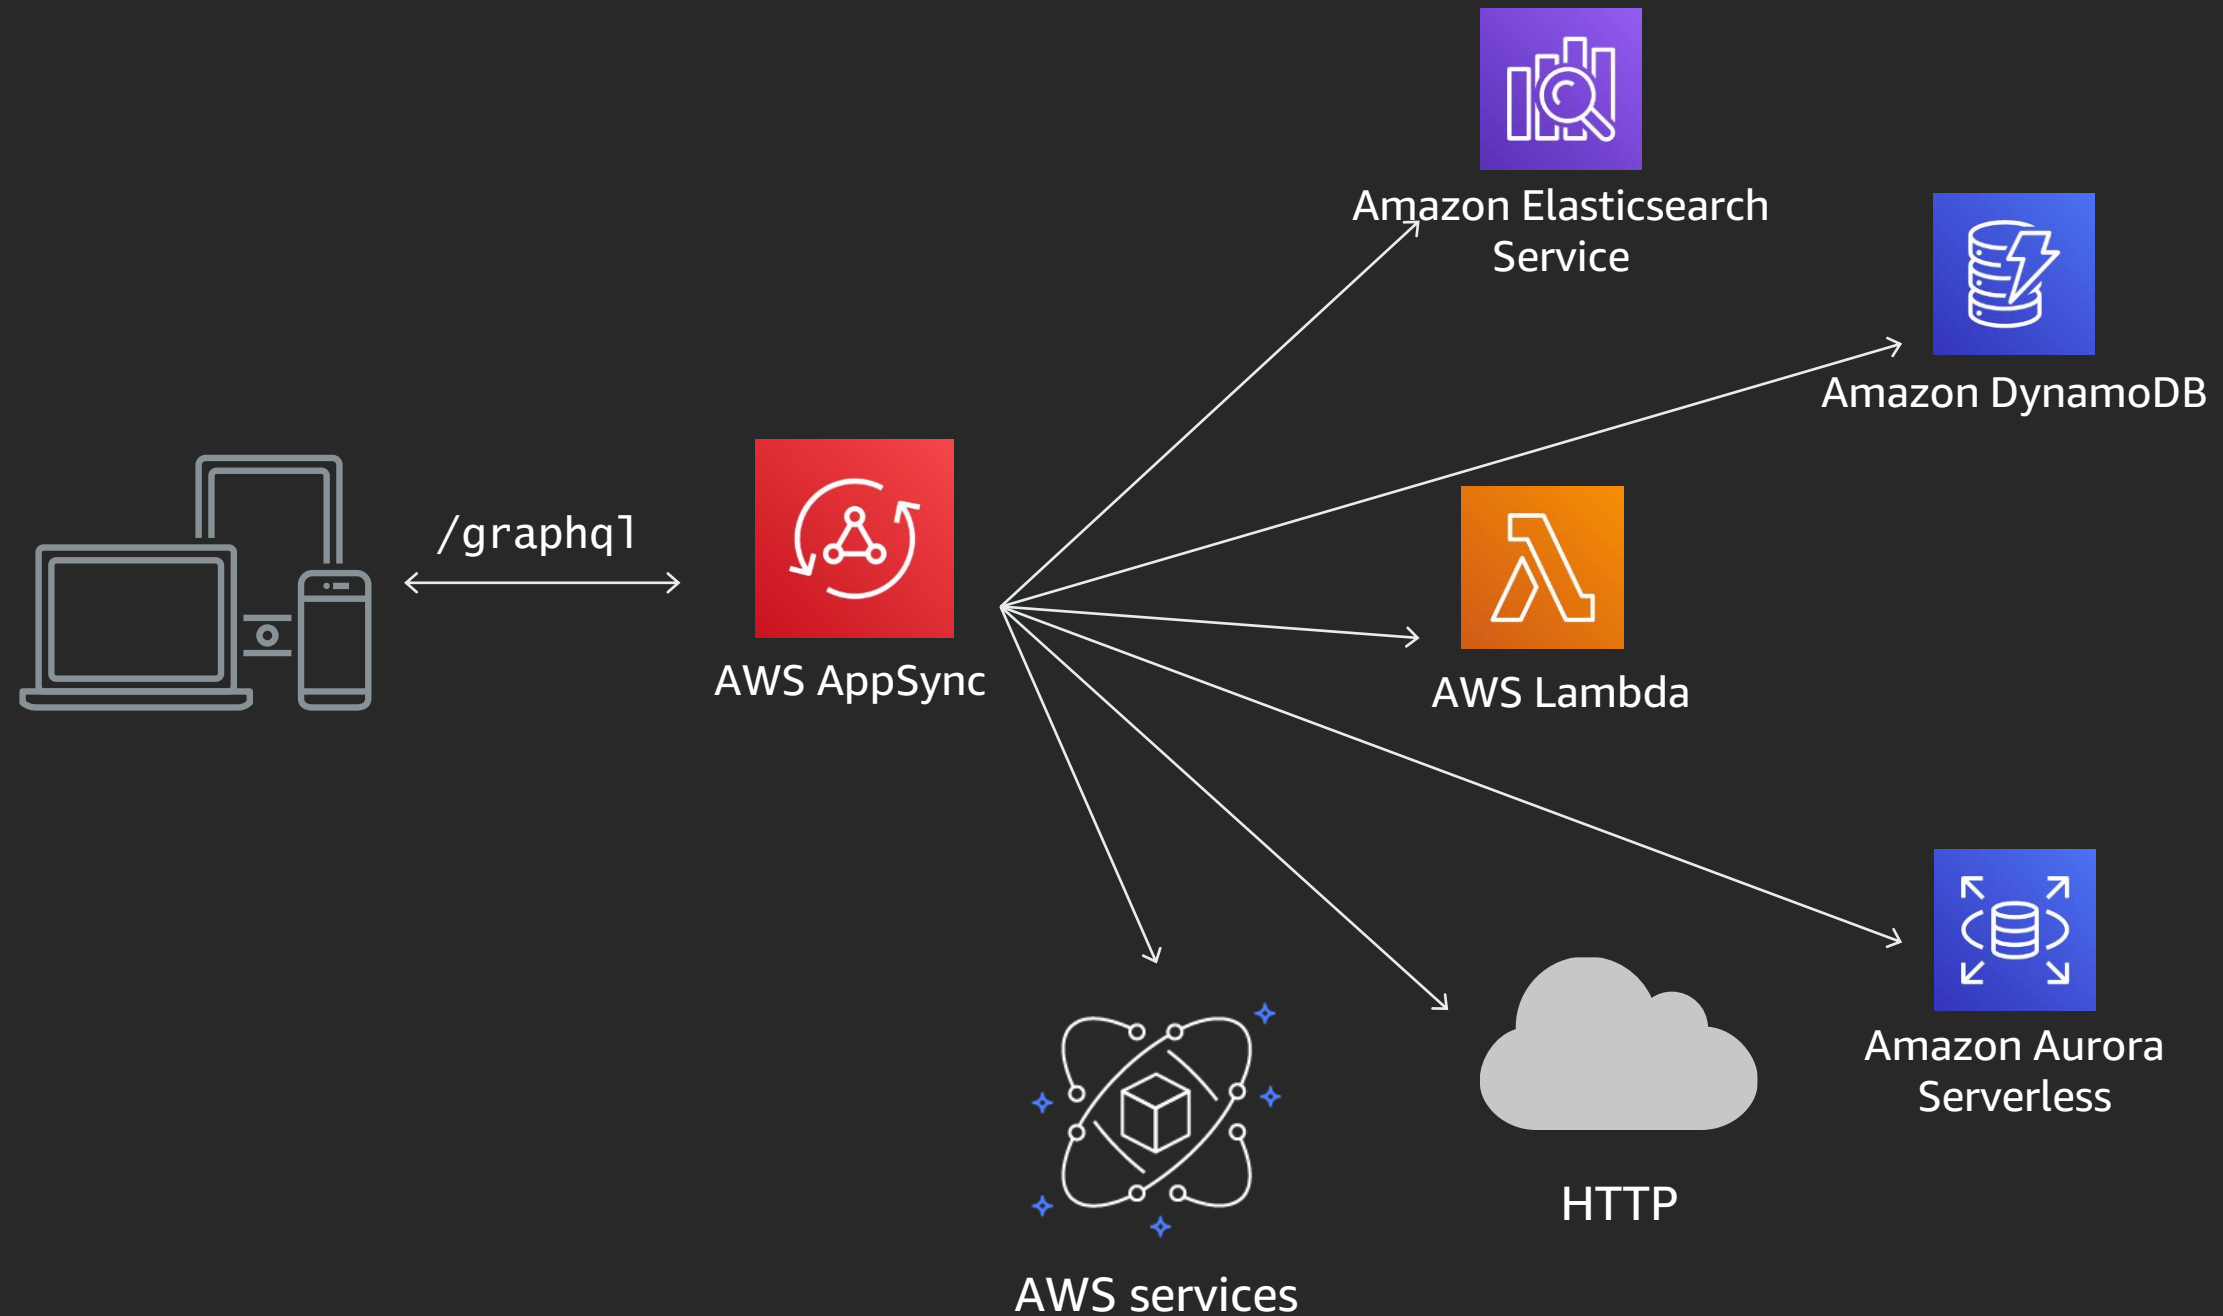 Amazon Elasticsearch
Service
Amazon DynamoDB
/graphql
AWS AppSync
AWS Lambda
Amazon Aurora
Serverless
HTTP
AWS services